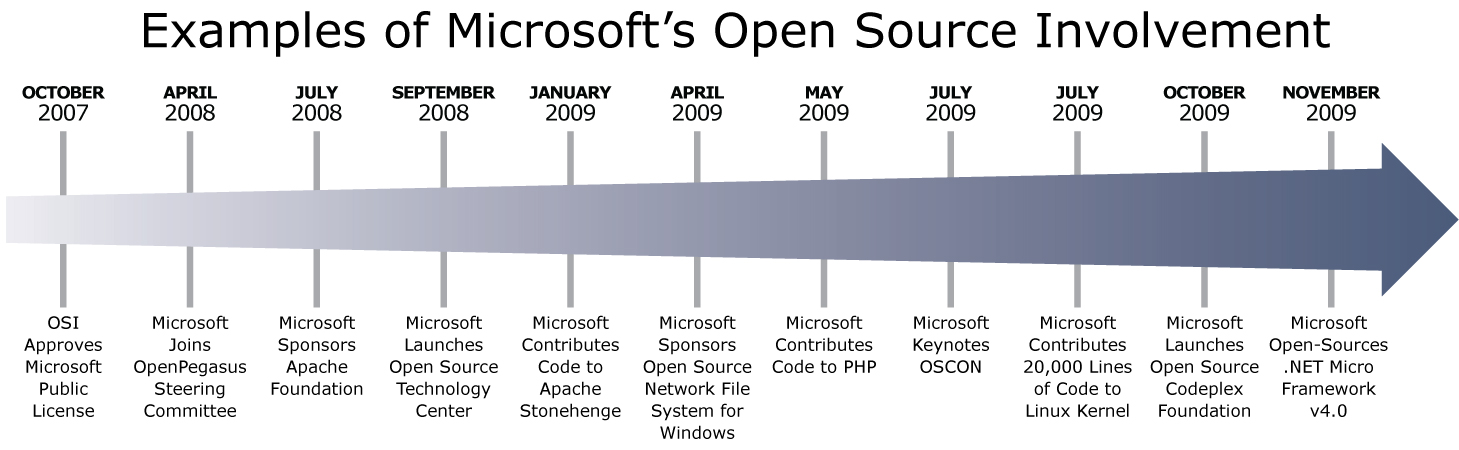 Examples of Microsoft's Open Source Involvement
OCTOBER
2007
APRIL
2008
JULY
2008
SEPTEMBER
2008
JANUARY
2009
APRIL
2009
MAY
2009
JULY
2009
JULY
2009
OCTOBER
2009
NOVEMBER
2009
OSI
Approves
Microsoft
Public
License
Microsoft
Joins
OpenPegasus
Steering
Committee
Microsoft
Sponsors
Apache
Foundation
Microsoft
Launches
Open Source
Technology
Center
Microsoft
Contributes
Code to
Apache
Stonehenge
Microsoft
Sponsors
Open Source
Network File
System for
Windows
Microsoft
Contributes
Code to PHP
Microsoft
Keynotes
OSCON
Microsoft
Contributes
20,000 Lines
of Code to
Linux Kernel
Microsoft
Launches
Open Source
Codeplex
Foundation
Microsoft
Open-Sources
.NET Micro
Framework
v4.0